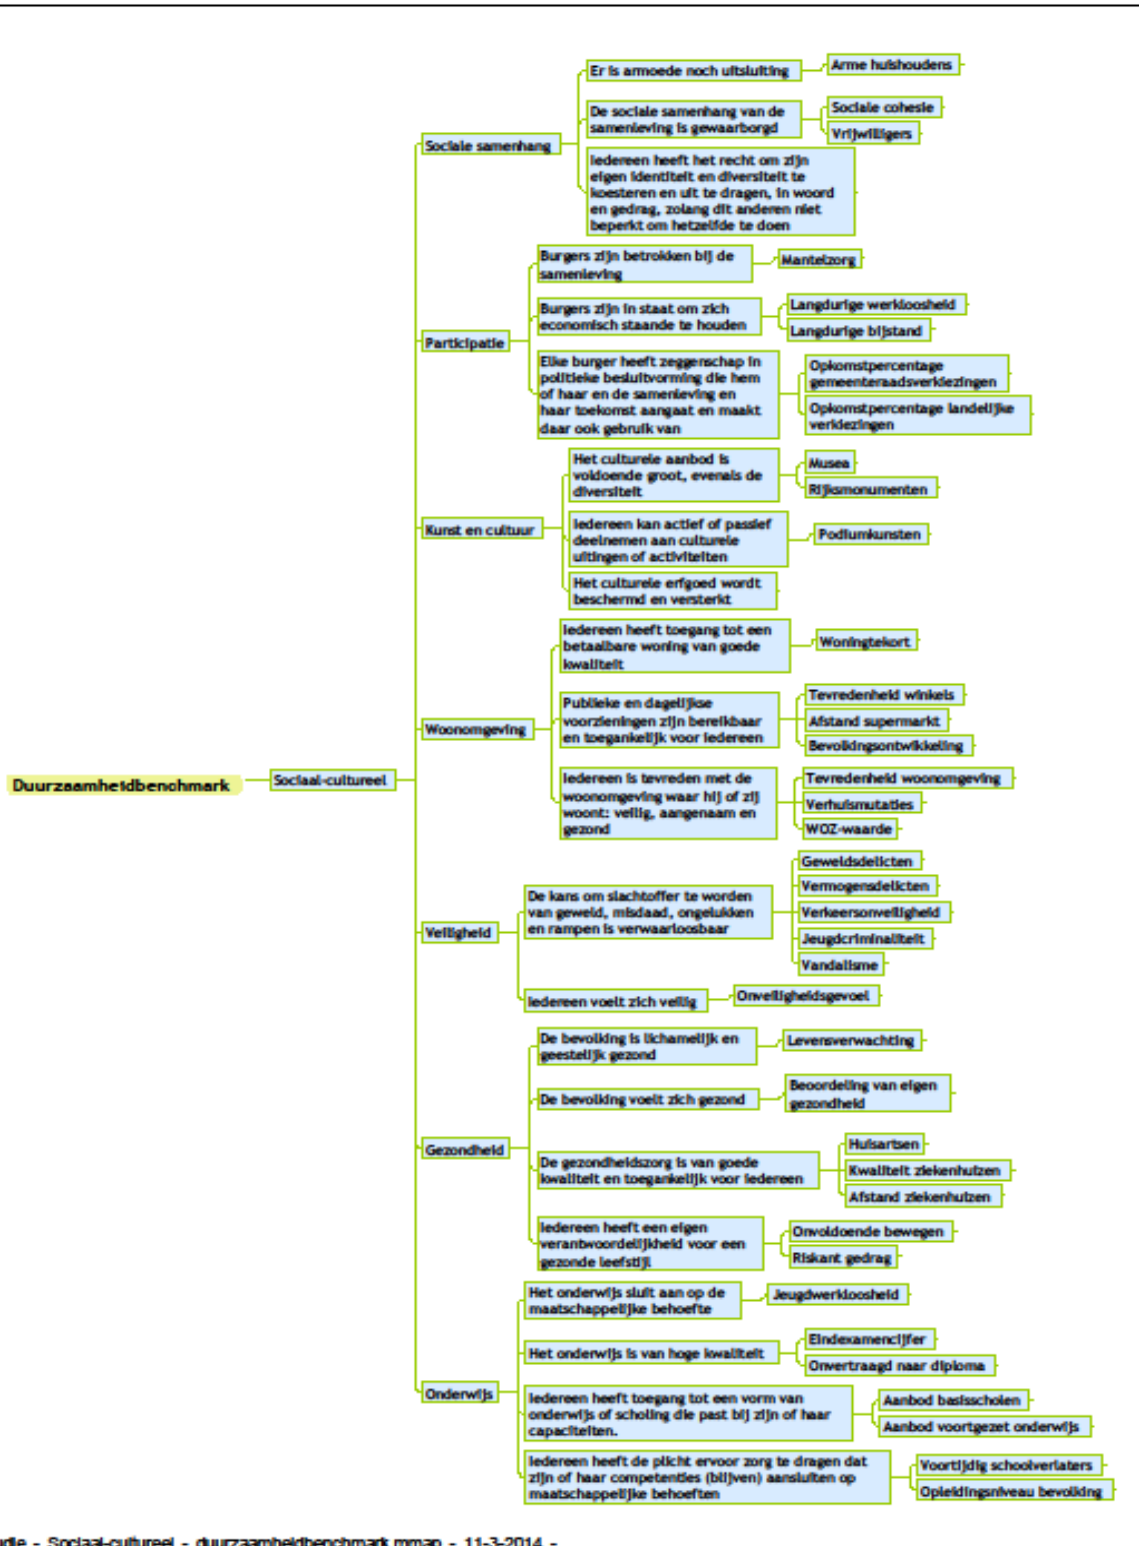 Er is armoede noch uitsluiting
Arme huishoudens
De sociale samenhang van de
samenleving is gewaarborgd
Sociale cohesie
Vrijwilligers
Sociale samenhang
Iedereen heeft het recht om zijn
eigen identiteit en diversiteit te
koesteren en uit te dragen, in woord
en gedrag, zolang dit anderen niet
beperkt om hetzelfde te doen
Burgers zijn betrokken bij de
samenleving
Mantelzorg
Burgers zijn in staat om zich
economisch staande te houden
Langdurige werkloosheid
Langdurige bijstand
Participatie
Elke burger heeft zeggenschap in
politieke besluitvorming die hem
of haar en de samenleving en
haar toekomst aangaat en maakt
daar ook gebruik van
Opkomstpercentage
gemeenteraadsverkiezingen
Opkomstpercentage landelijke
verkiezingen
Het culturele aanbod is
voldoende groot, evenals de
diversiteit
Musea
Rijksmonumenten
Kunst en cultuur
Iedereen kan actief of passief
deelnemen aan culturele
uitingen of activiteiten
Podiumkunsten
Het culturele erfgoed wordt
beschermd en versterkt
Iedereen heeft toegang tot een
betaalbare woning van goede
kwaliteit
Woningtekort
Woonomgeving
Publieke en dagelijkse
voorzieningen zijn bereikbaar
en toegankelijk voor iedereen
Tevredenheid winkels
Afstand supermarkt
Bevolkingsontwikkeling
Duurzaamheidbenchmark
Sociaal-cultureel
Iedereen is tevreden met de
woonomgeving waar hij of zij
woont: veilig, aangenaam en
gezond
Tevredenheid woonomgeving
Verhuismutaties
WOZ-waarde
Veiligheid
De kans om slachtoffer te worden
van geweld, misdaad, ongelukken
en rampen is verwaarloosbaar
Geweldsdelicten
Vermogensdelicten
Verkeersonveiligheid
Jeugdcriminaliteit
Vandalisme
Iedereen voelt zich veilig
Onveiligheidsgevoel
De bevolking is lichamelijk en
geestelijk gezond
Levensverwachting
De bevolking voelt zich gezond
Beoordeling van eigen
gezondheid
Gezondheid
De gezondheidszorg is van goede
kwaliteit en toegankelijk voor iedereen
Huisartsen
Kwaliteit ziekenhuizen
Afstand ziekenhuizen
Iedereen heeft een eigen
verantwoordelijkheid voor een
gezonde leefstijl
Onvoldoende bewegen
Riskant gedrag
Het onderwijs sluit aan op de
maatschappelijke behoefte
Jeugdwerkloosheid
Het onderwijs is van hoge kwaliteit
Eindexamencijfer
Onvertraagd naar diploma
Onderwijs
Iedereen heeft toegang tot een vorm van
onderwijs of scholing die past bij zijn of haar
capaciteiten.
Aanbod basisscholen
Aanbod voortgezet onderwijs
Iedereen heeft de plicht ervoor zorg te dragen dat
zijn of haar competenties (blijven) aansluiten op
maatschappelijke behoeften
Voortijdig schoolverlaters
Opleidingsniveau bevolking
- Sociaal-cultureel - duurzaamheidbenchmark.mmap - 11-3-2014 -